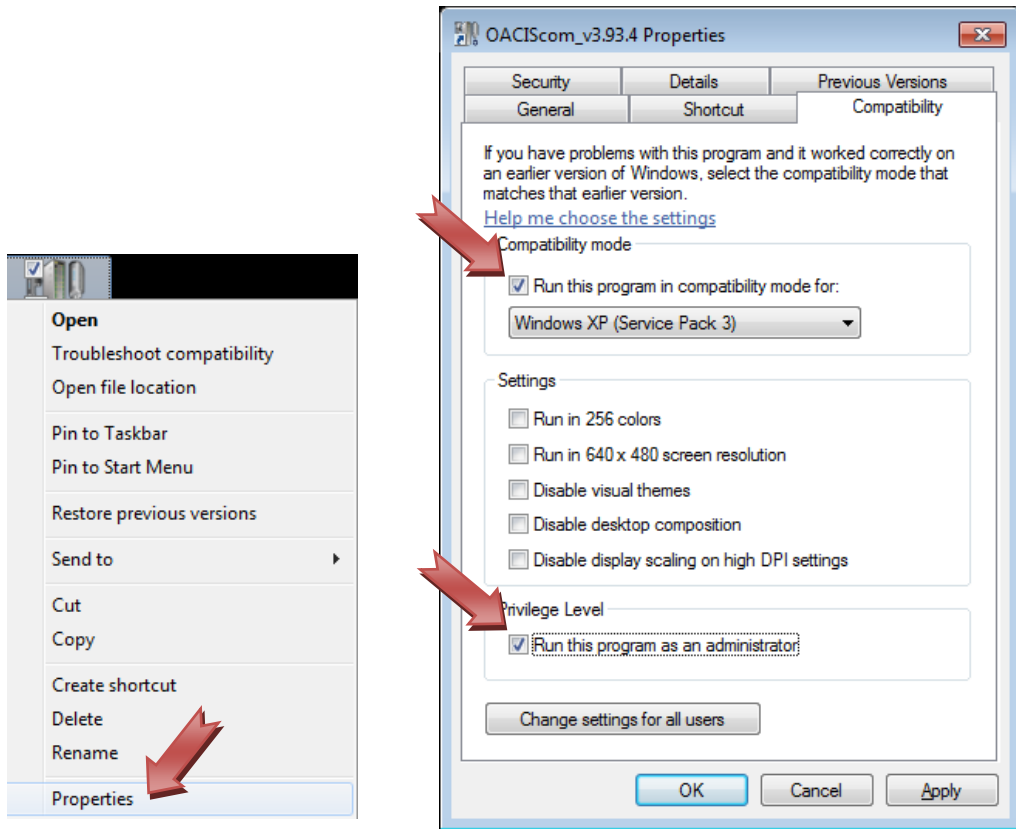 Open
Troubleshoot compatibility
Open file location
Pin to Taskbar
Pin to Start Menu
Restore previous versions
Send to
Cut
Copy
Create shortcut
Delete
Rename
Properties
OACIScom_v3.93.4 Properties
Security Details Previous Versions
General Shortcut Compatibility
If you have problems with this program and it worked correctly on
an earlier version of Windows, select the compatibility mode that
matches that earlier version.
Help me choose the settings
Compatibility mode
Run this program in compatibility mode for:
Windows XP (Service Pack 3)
Settings
Run in 256 colors
Run in 640 x 480 screen resolution
Disable visual themes
Disable desktop composition
Disable display scaling on high DPI settings
Privilege Level
Run this program as an administrator
Change settings for all users
OK Cancel Apply